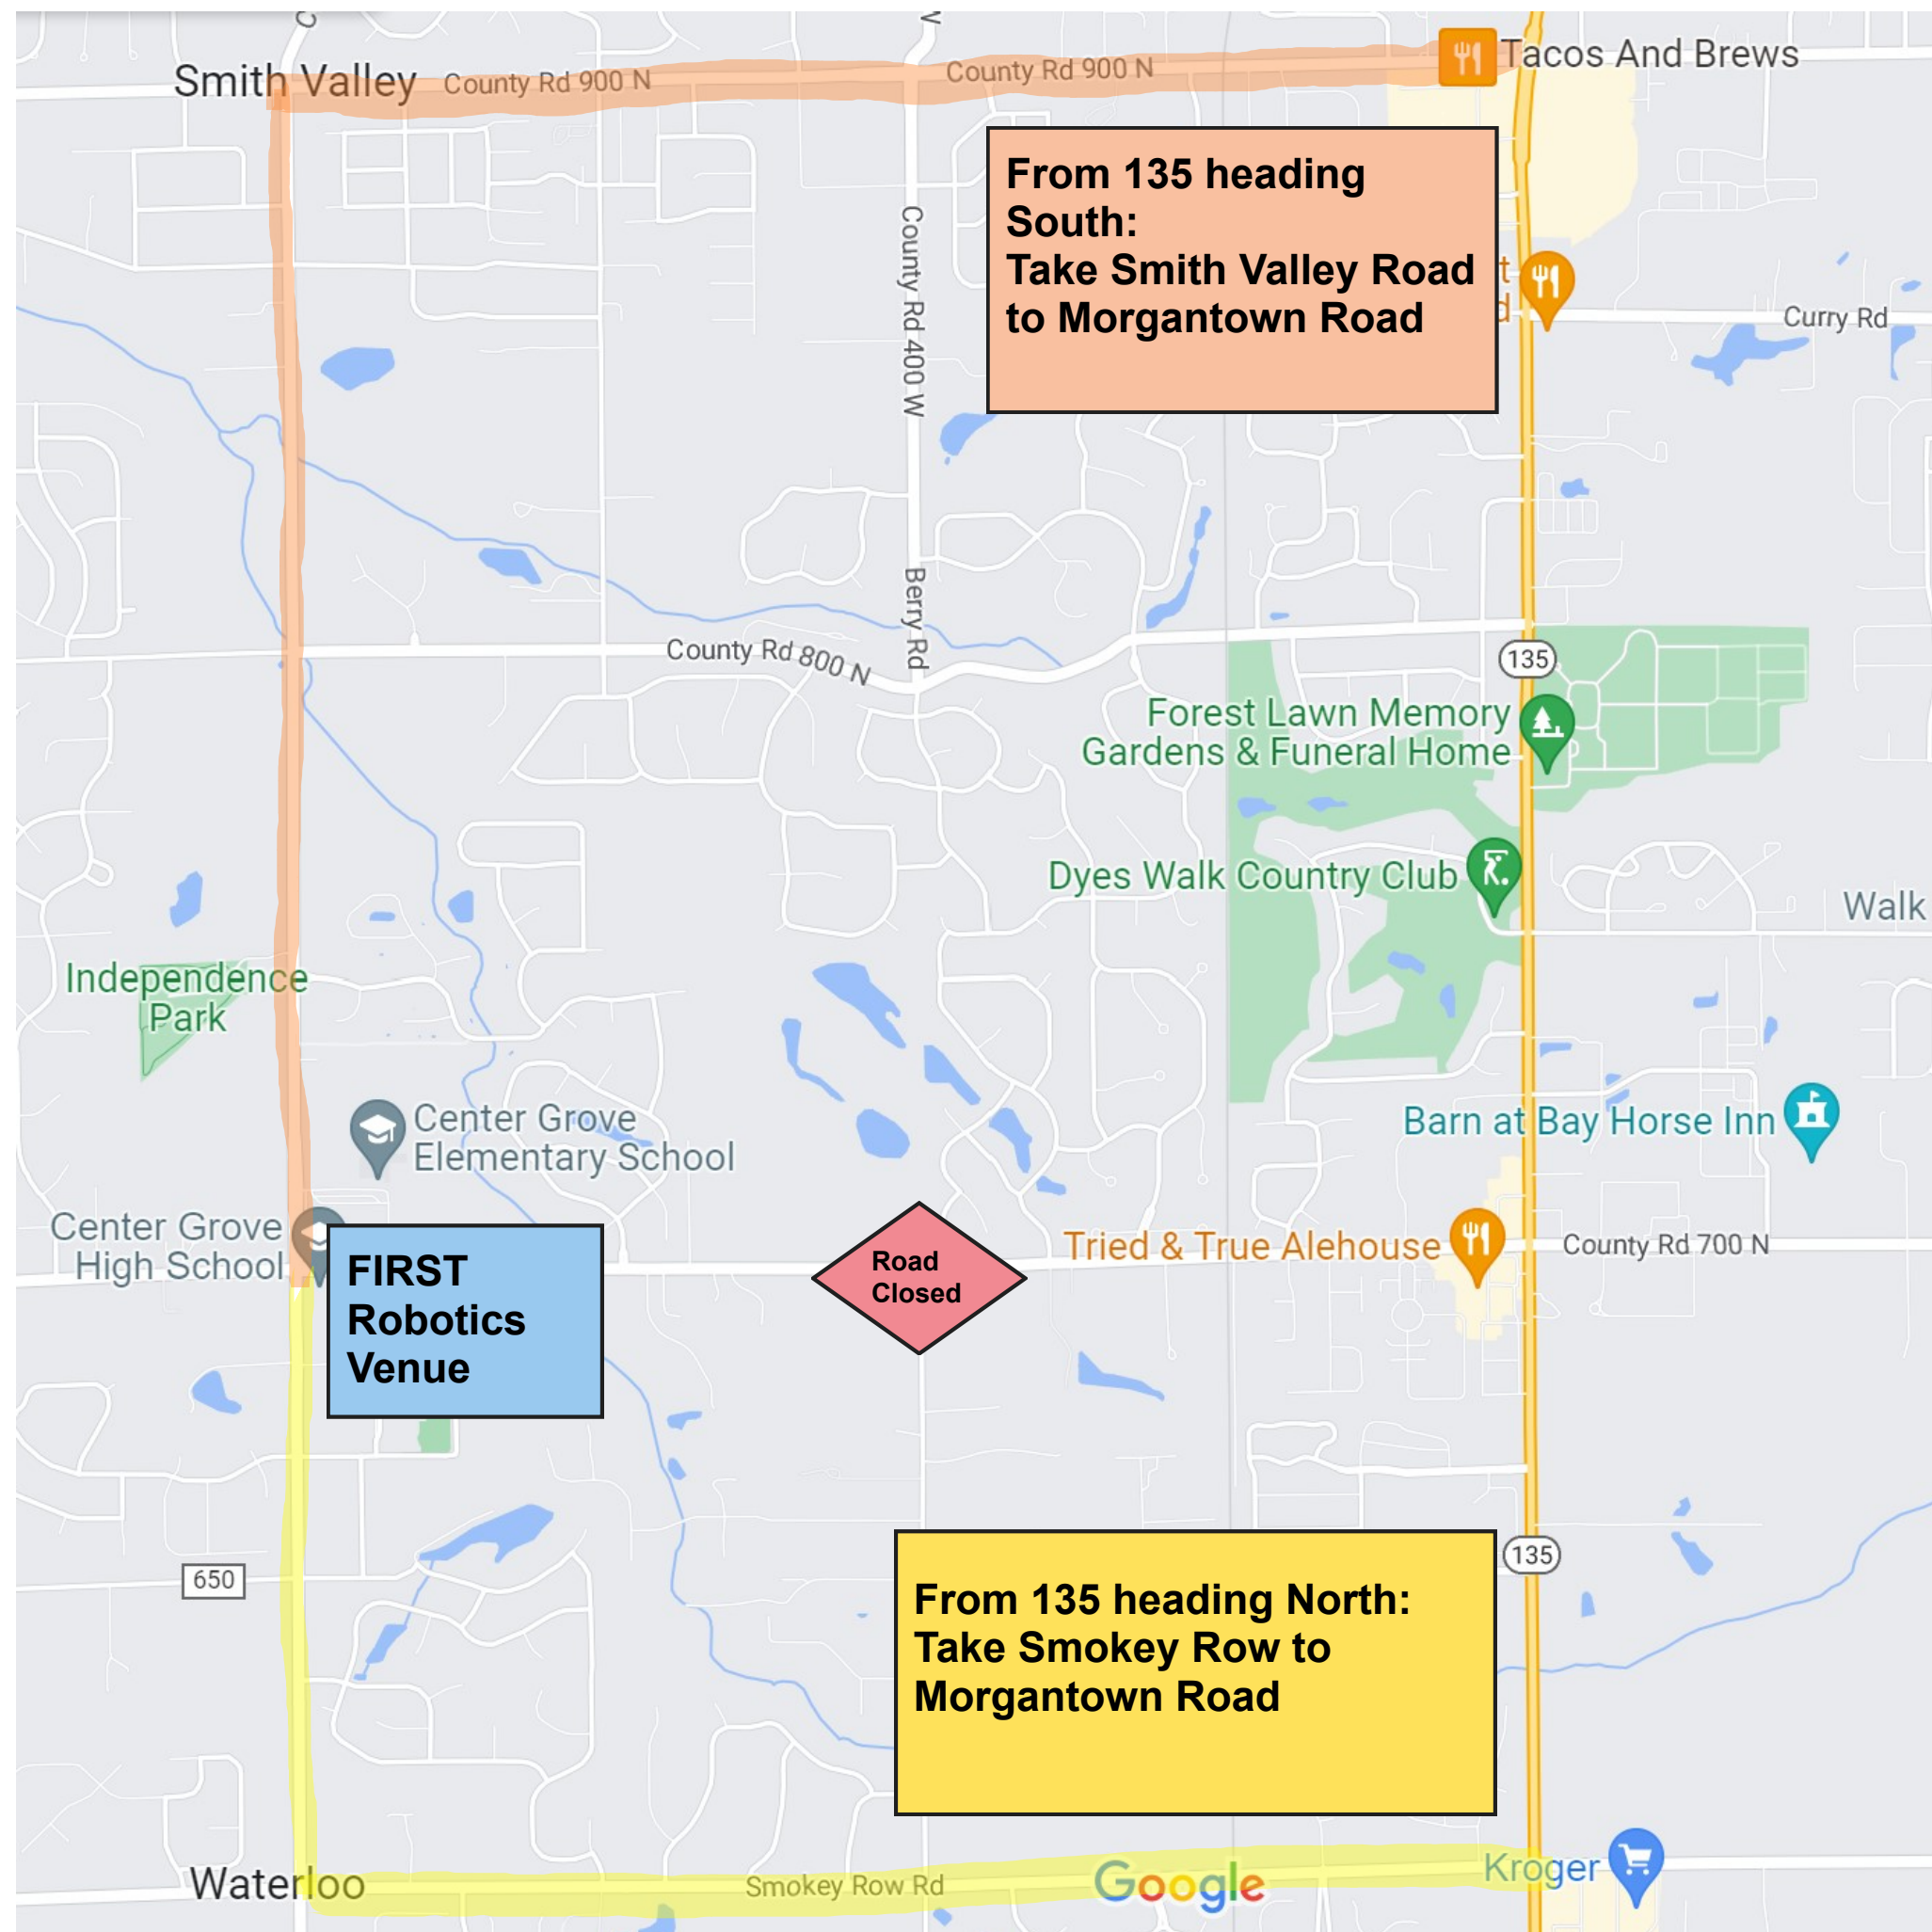 C
W
Smith Valley
County Rd 900 N
County Rd 900 N
Tacos And Brews
From 135 heading
South:
Take Smith Valley Road
to Morgantown Road
t
d
Curry Rd
County Rd 400 W
Berry Rd
County Rd 800 N
135
Forest Lawn Memory
Gardens & Funeral Home
Dyes Walk Country Club
Walk
Independence
Park
Center Grove
Elementary School
Barn at Bay Horse Inn
Center Grove
High School
FIRST
Robotics
Venue
Road
Closed
Tried & True Alehouse
County Rd 700 N
650
135
From 135 heading North:
Take Smokey Row to
Morgantown Road
Waterloo
Smokey Row Rd
Google
Kroger